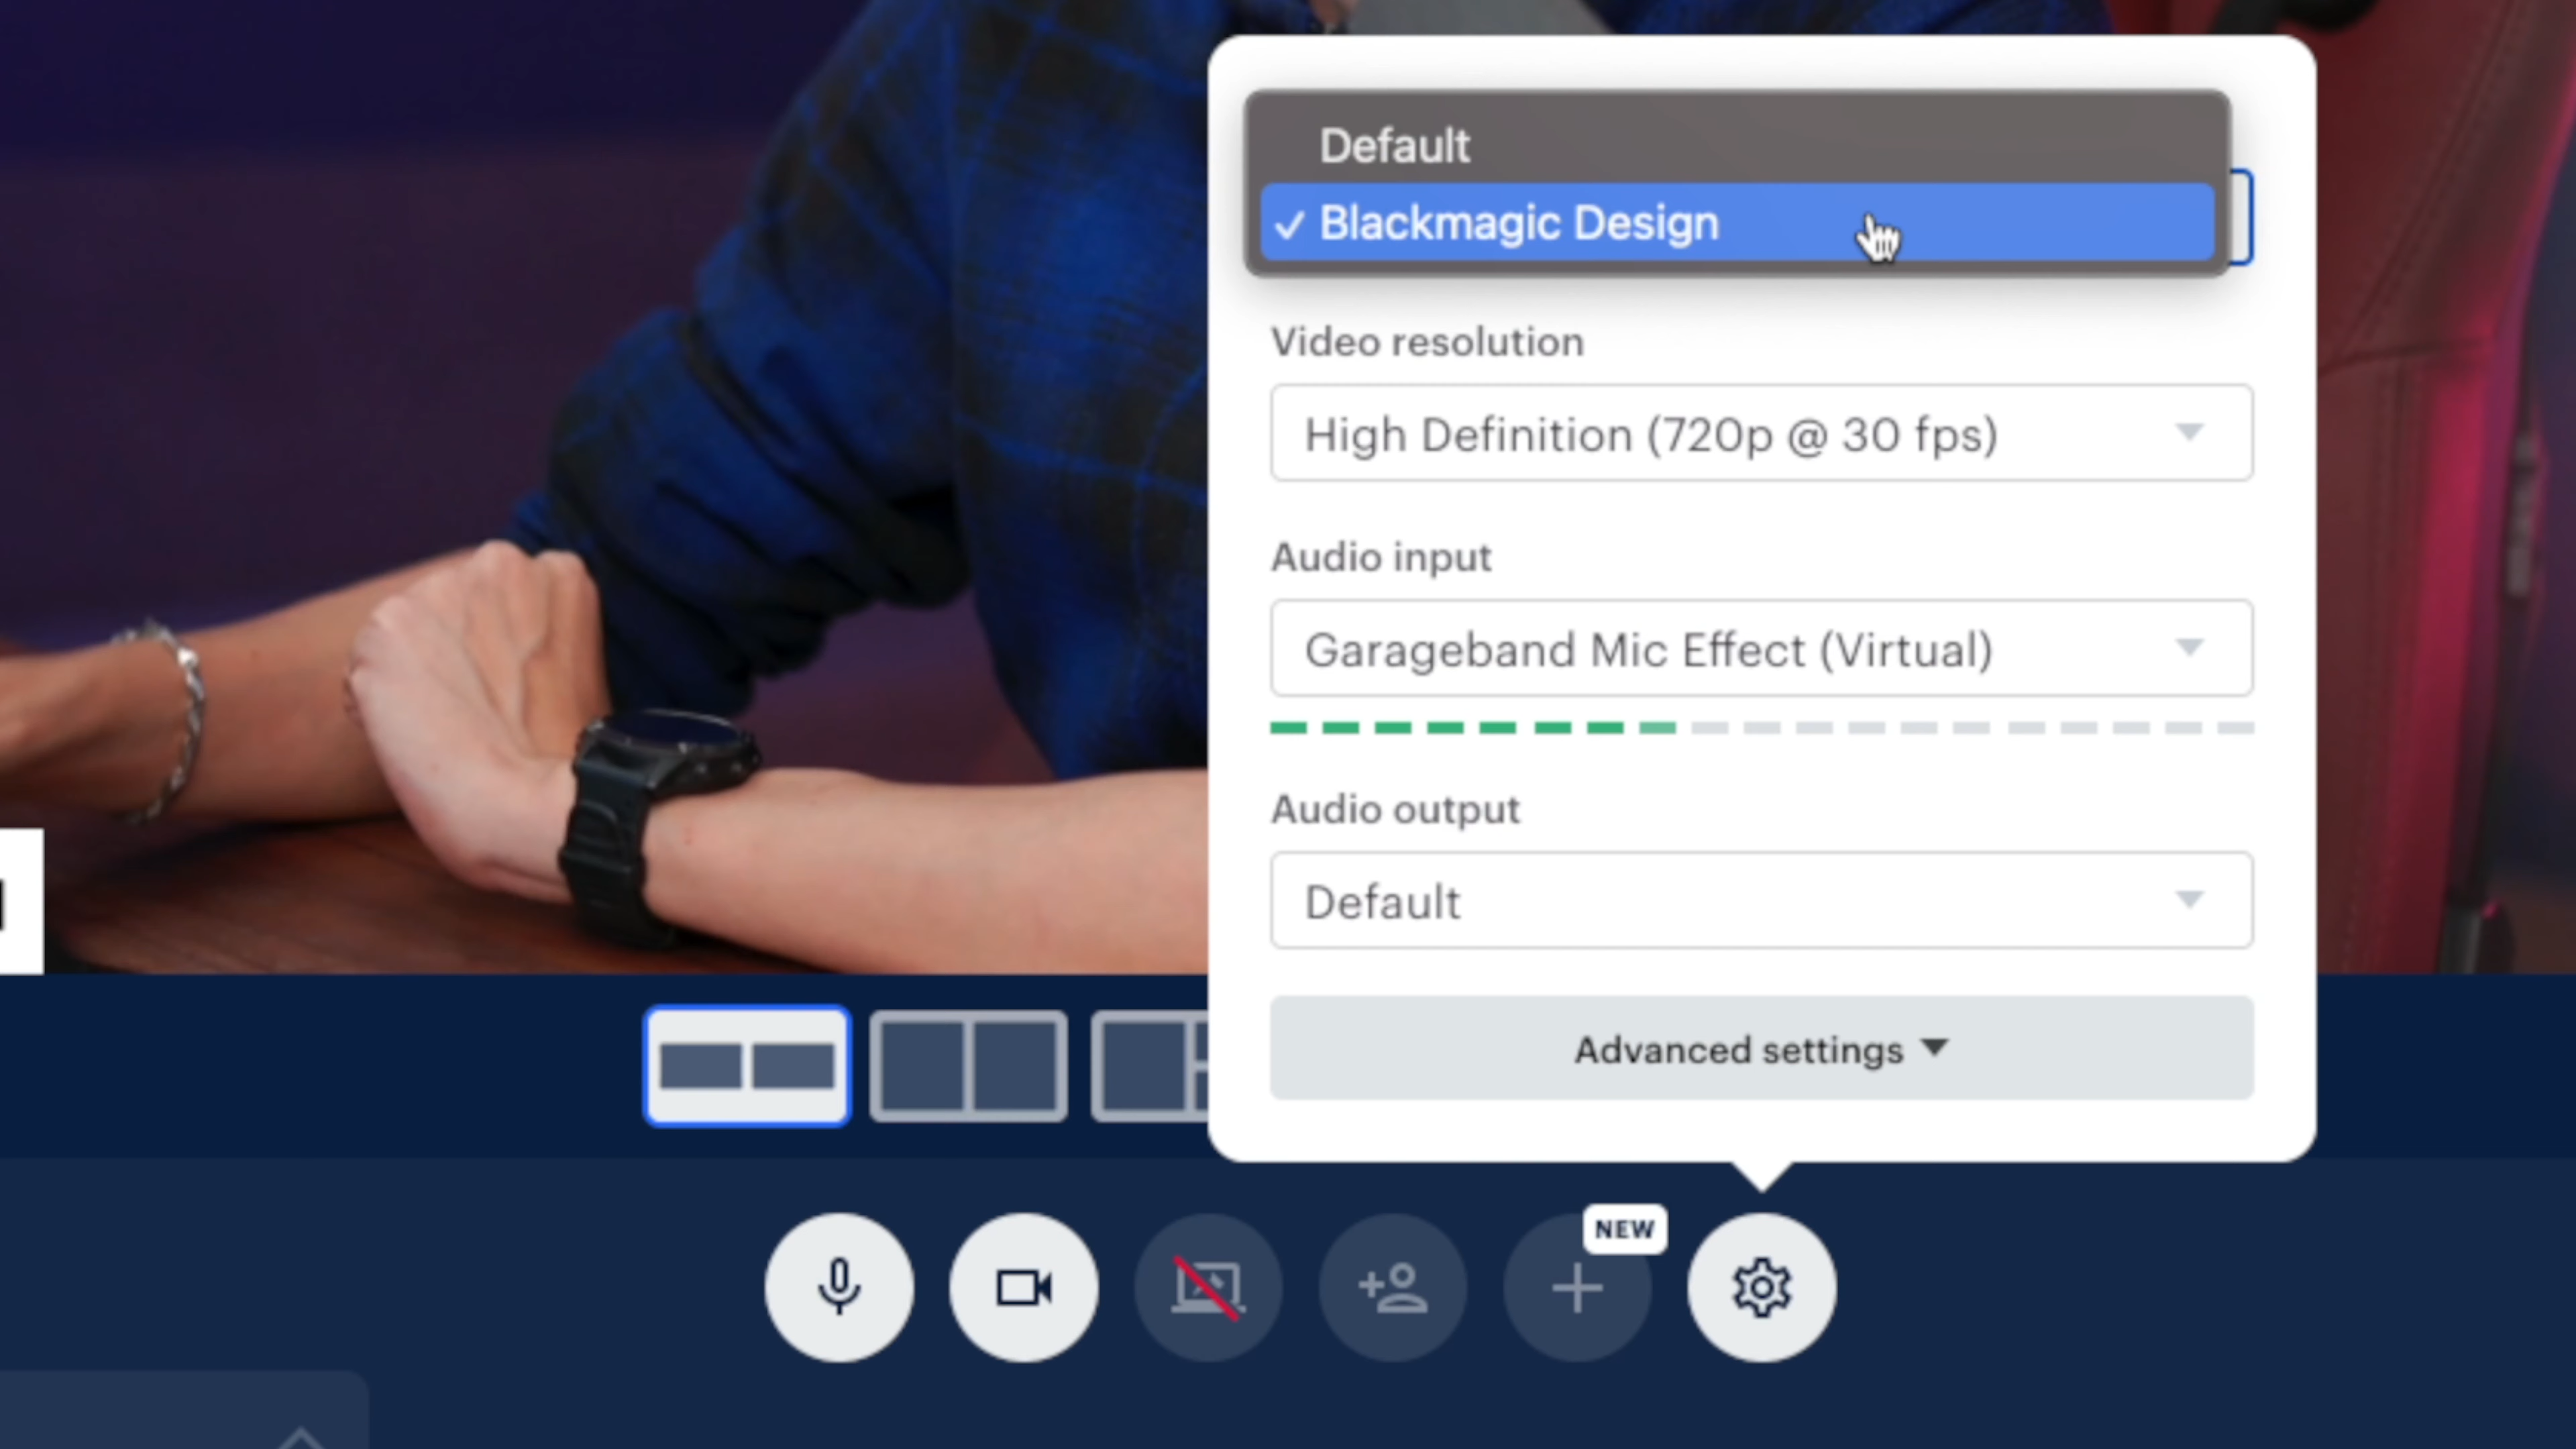 Default
✓ Blackmagic Design
Video resolution
High Definition (720p @ 30 fps)
Audio input
Garageband Mic Effect (Virtual)
Audio output
Default
Advanced settings
NEW